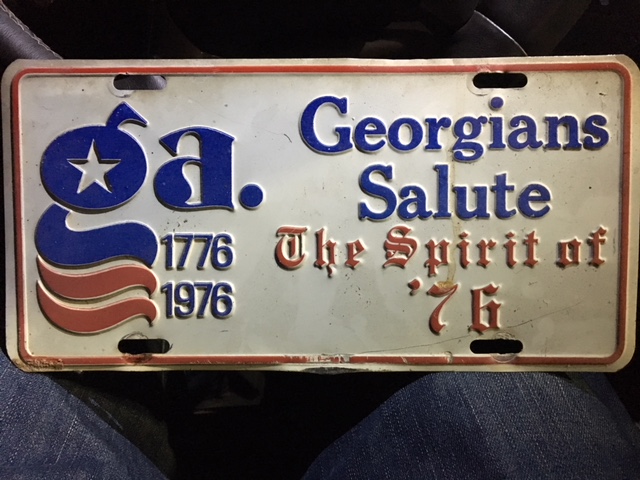 ga.
1776
1976
Georgians
Salute
The Spirit of
'76